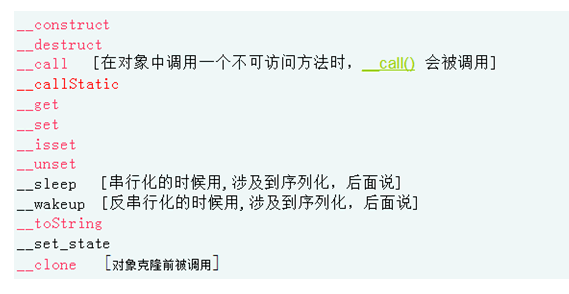 __construct
__destruct
__call [在对象中调用一个不可访问方法时，__call() 会被调用]
__callStatic
__get
__set
__isset
__unset
__sleep [串行化的时候用,涉及到序列化，后面说]
__wakeup [反串行化的时候用,涉及到序列化，后面说]
__toString
__set_state
__clone [对象克隆前被调用]